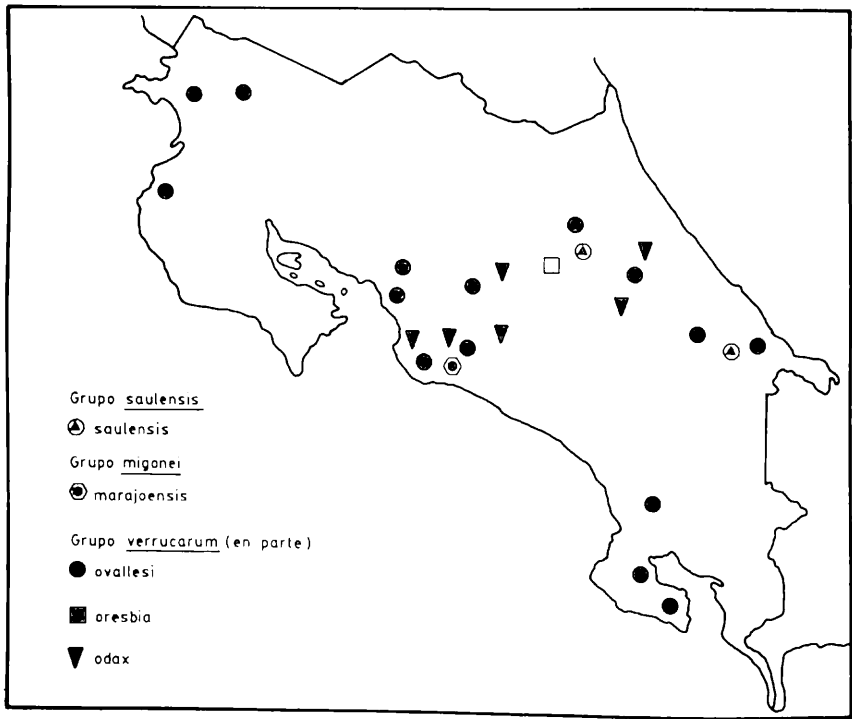 Grupo saulensis
saulensis
Grupo migonei
marajoensis
Grupo verrucarum (en parte)
ovallesi
oresbia
odax